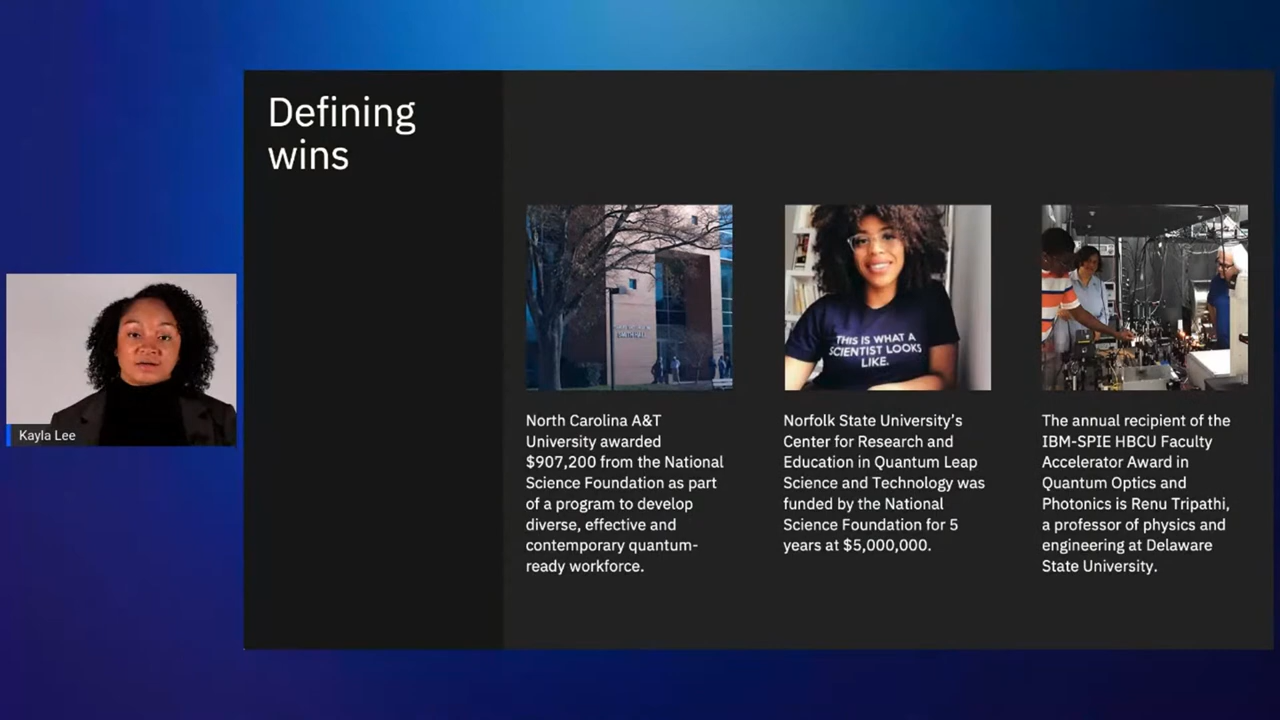 Defining
wins
THIS IS WHAT A
SCIENTIST LOOKS
LIKE.
North Carolina A&T
University awarded
$907,200 from the National
Science Foundation as part
of a program to develop
diverse, effective and
contemporary quantum-
ready workforce.
Norfolk State University's
Center for Research and
Education in Quantum Leap
Science and Technology was
funded by the National
Science Foundation for 5
years at $5,000,000.
The annual recipient of the
IBM-SPIE HBCU Faculty
Accelerator Award in
Quantum Optics and
Photonics is Renu Tripathi,
a professor of physics and
engineering at Delaware
State University.
Kayla Lee